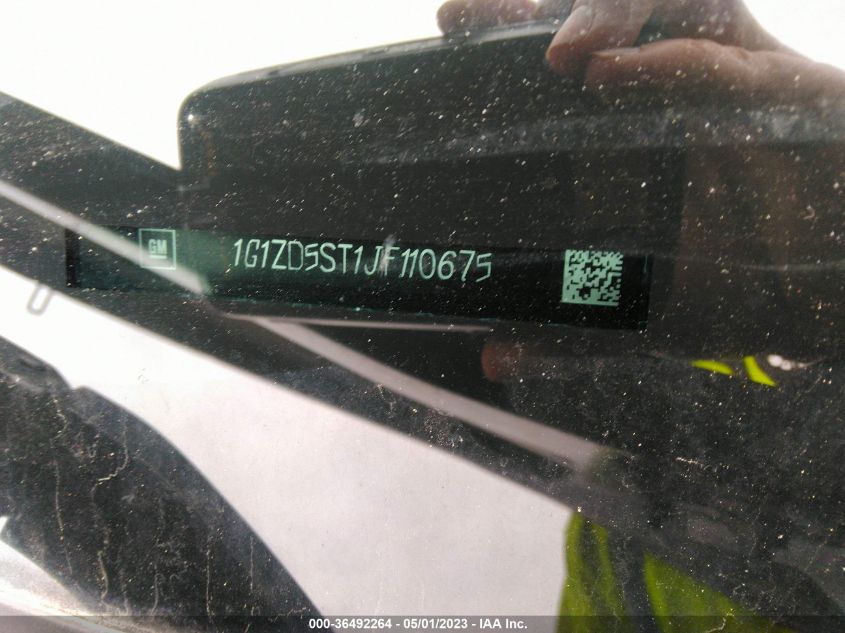 GM
1G1ZD5ST1JF110675
000-36492264 - 05/01/2023 - IAA Inc.